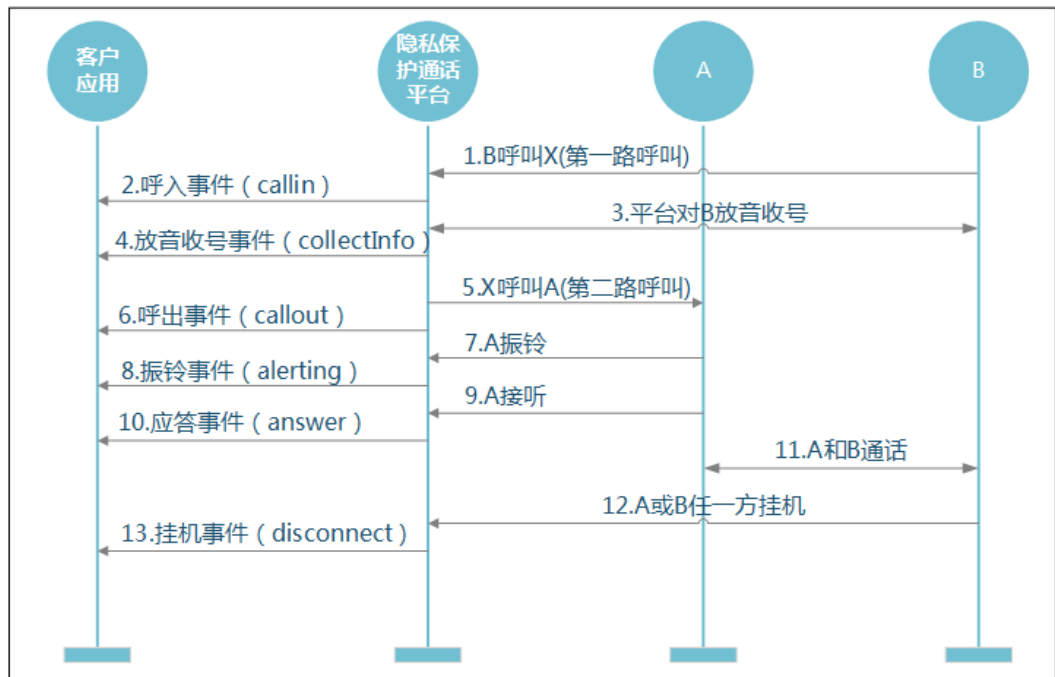 客户
应用
隐私保
护通话
平台
A
B
1.B呼叫X(第一路呼叫)
2.呼入事件（callin）
3.平台对B放音收号
4.放音收号事件（collectInfo）
5.X呼叫A(第二路呼叫)
6.呼出事件（callout）
7.A振铃
8.振铃事件（alerting）
9.A接听
10.应答事件（answer）
11.A和B通话
12.A或B任一方挂机
13.挂机事件（disconnect）